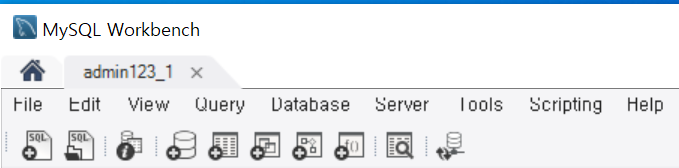 MySQL Workbench
admin123_1
File Edit View Query Database Server Tools Scripting Help
SQL SQL